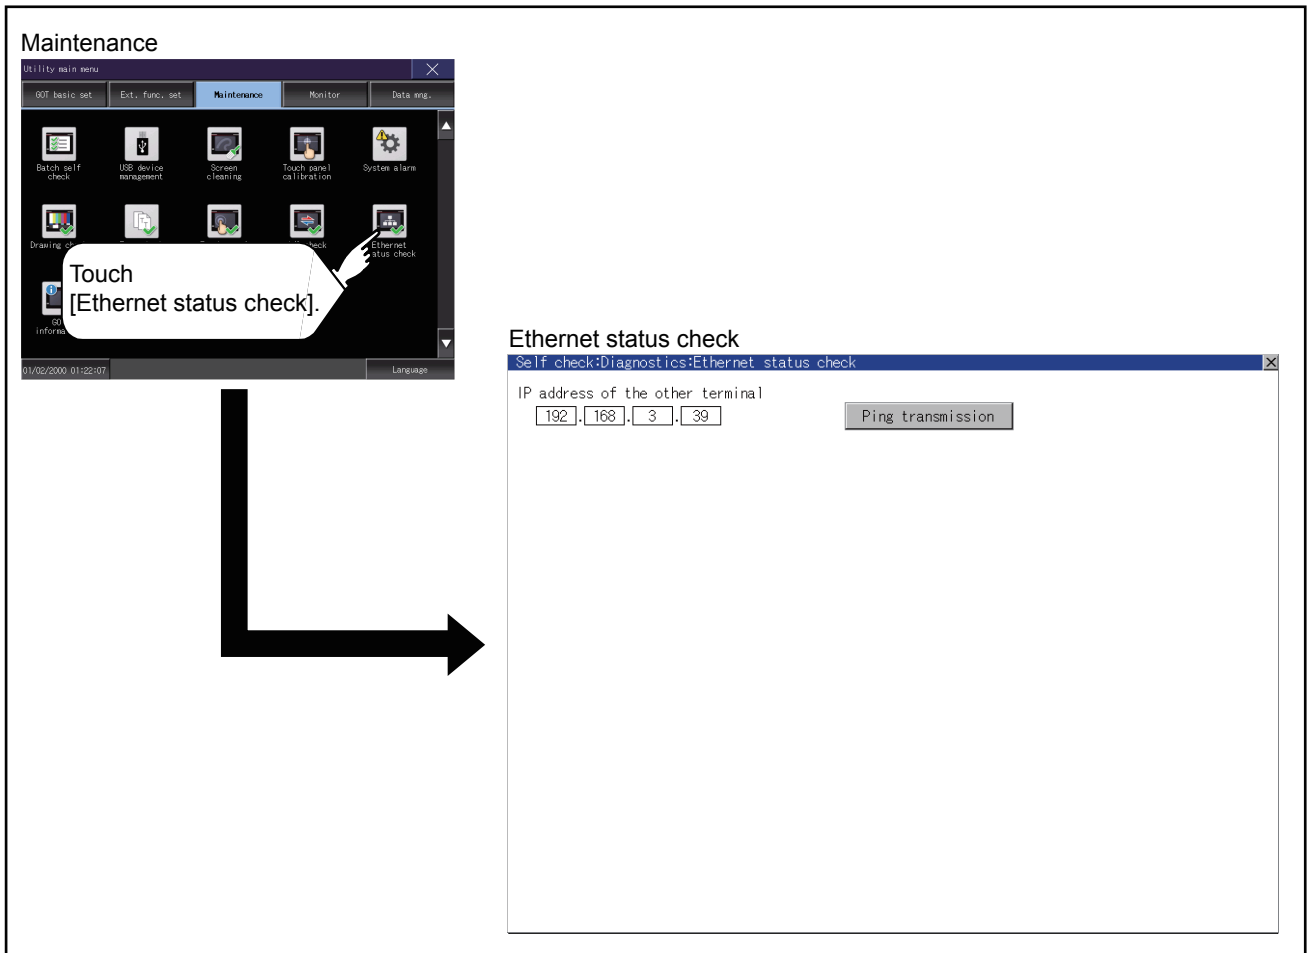 Maintenance
Utility main menu
GOT basic set
Ext. func. set
Maintenance
Monitor
Data mng.
Batch self
check
USB device
management
Screen
cleaning
Touch panel
calibration
System alarm
Drawing
check
Ethernet
atus check
Touch
[Ethernet status check].
01/02/2000 01:22:07
Language
Ethernet status check
Self check:Diagnostics:Ethernet status check
IP address of the other terminal
192.168.3.39
Ping transmission